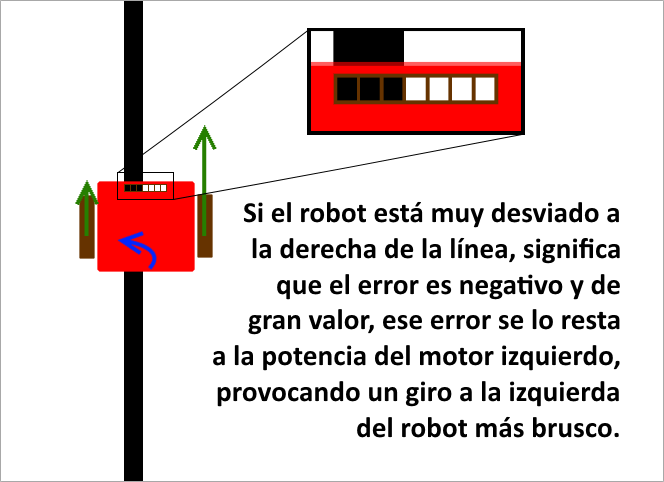 Si el robot está muy desviado a
la derecha de la línea, significa
que el error es negativo y de
gran valor, ese error se lo resta
a la potencia del motor izquierdo,
provocando un giro a la izquierda
del robot más brusco.